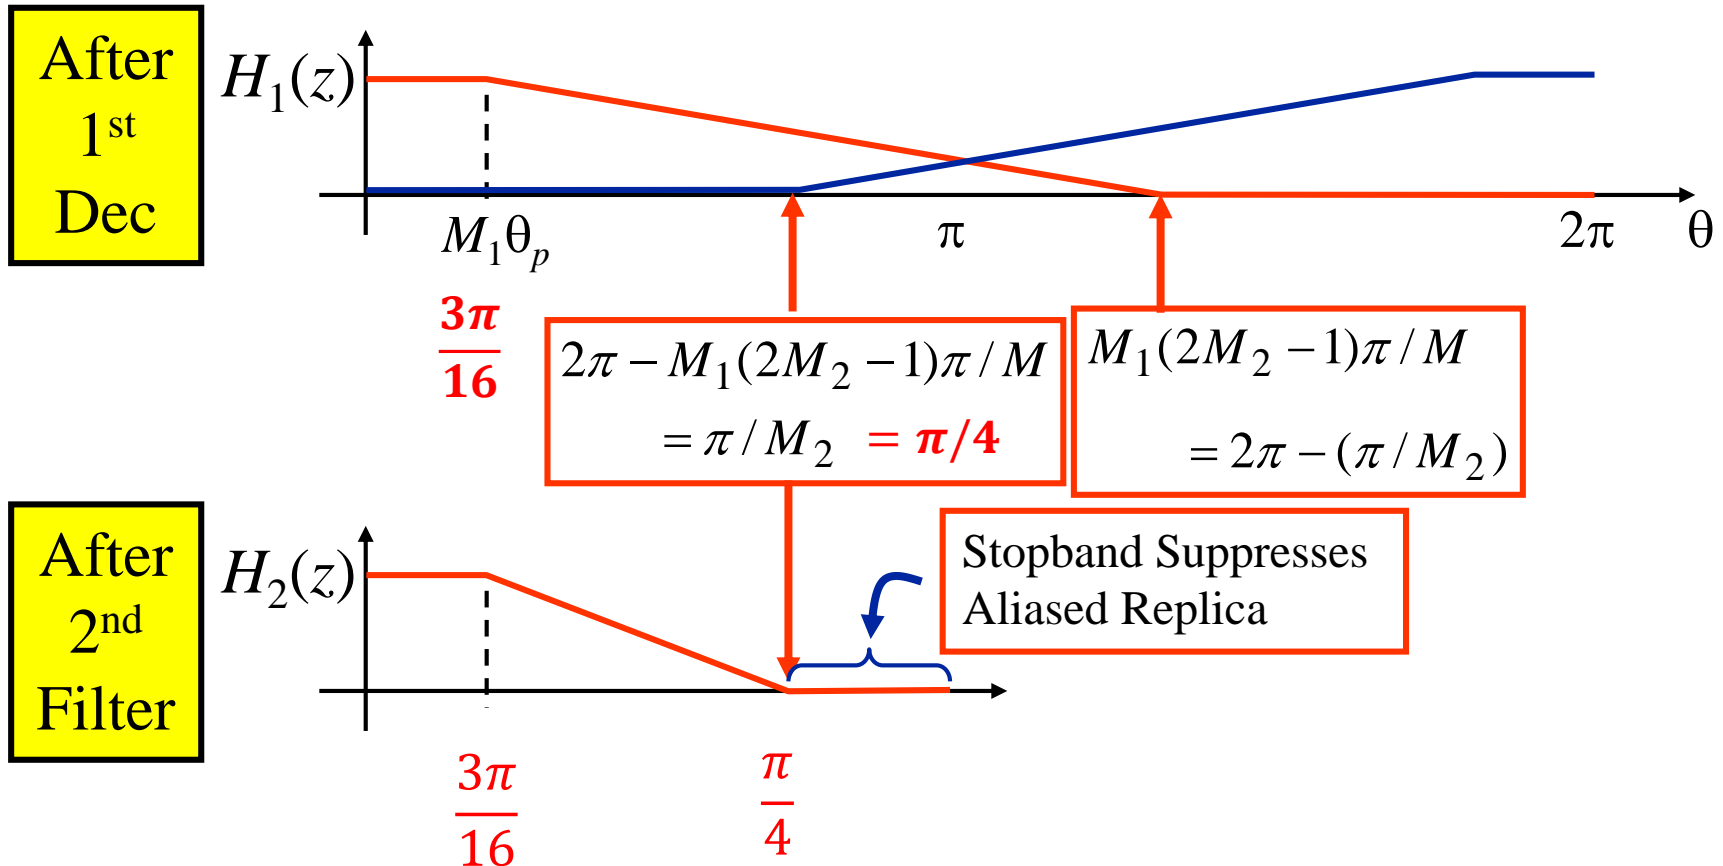 After
1st
Dec
H₁(z)
M₁θₚ
π
2π
θ
3π
16
2π − M₁(2M₂ − 1)π / M
= π / M₂ = π/4
M₁(2M₂ − 1)π / M
= 2π − (π / M₂)
After
2nd
Filter
H₂(z)
Stopband Suppresses
Aliased Replica
3π
16
π
4